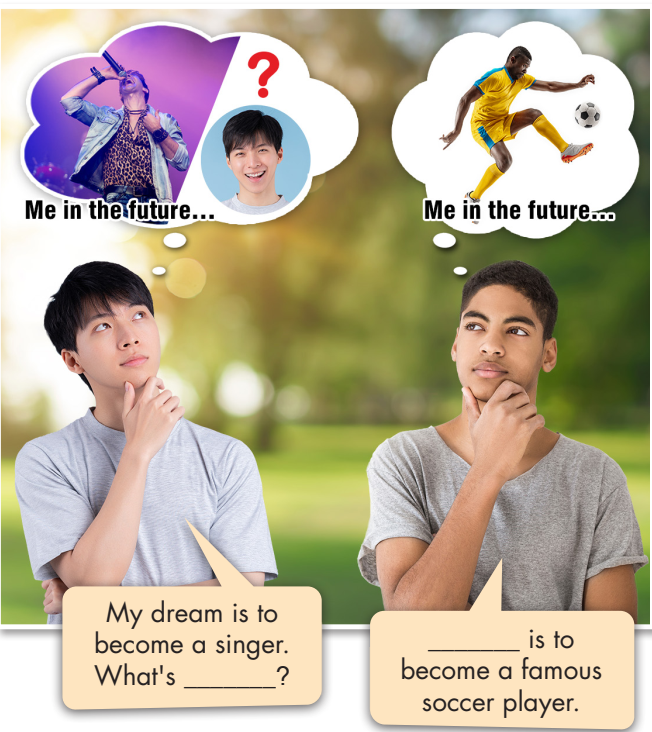 ?
Me in the future...
Me in the future...
My dream is to
become a singer.
What's _______?
_______ is to
become a famous
soccer player.